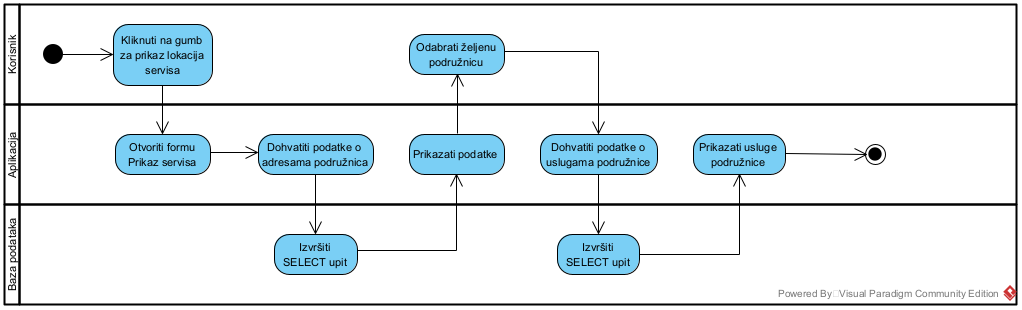 Korisnik
Kliknuti na gumb
za prikaz lokacija
servisa
Odabrati željenu
podružnicu
Aplikacija
Otvoriti formu
Prikaz servisa
Dohvatiti podatke o
adresama podružnica
Prikazati podatke
Dohvatiti podatke o
uslugama podružnice
Prikazati usluge
podružnice
Baza podataka
Izvršiti
SELECT upit
Izvršiti
SELECT upit
Powered By Visual Paradigm Community Edition